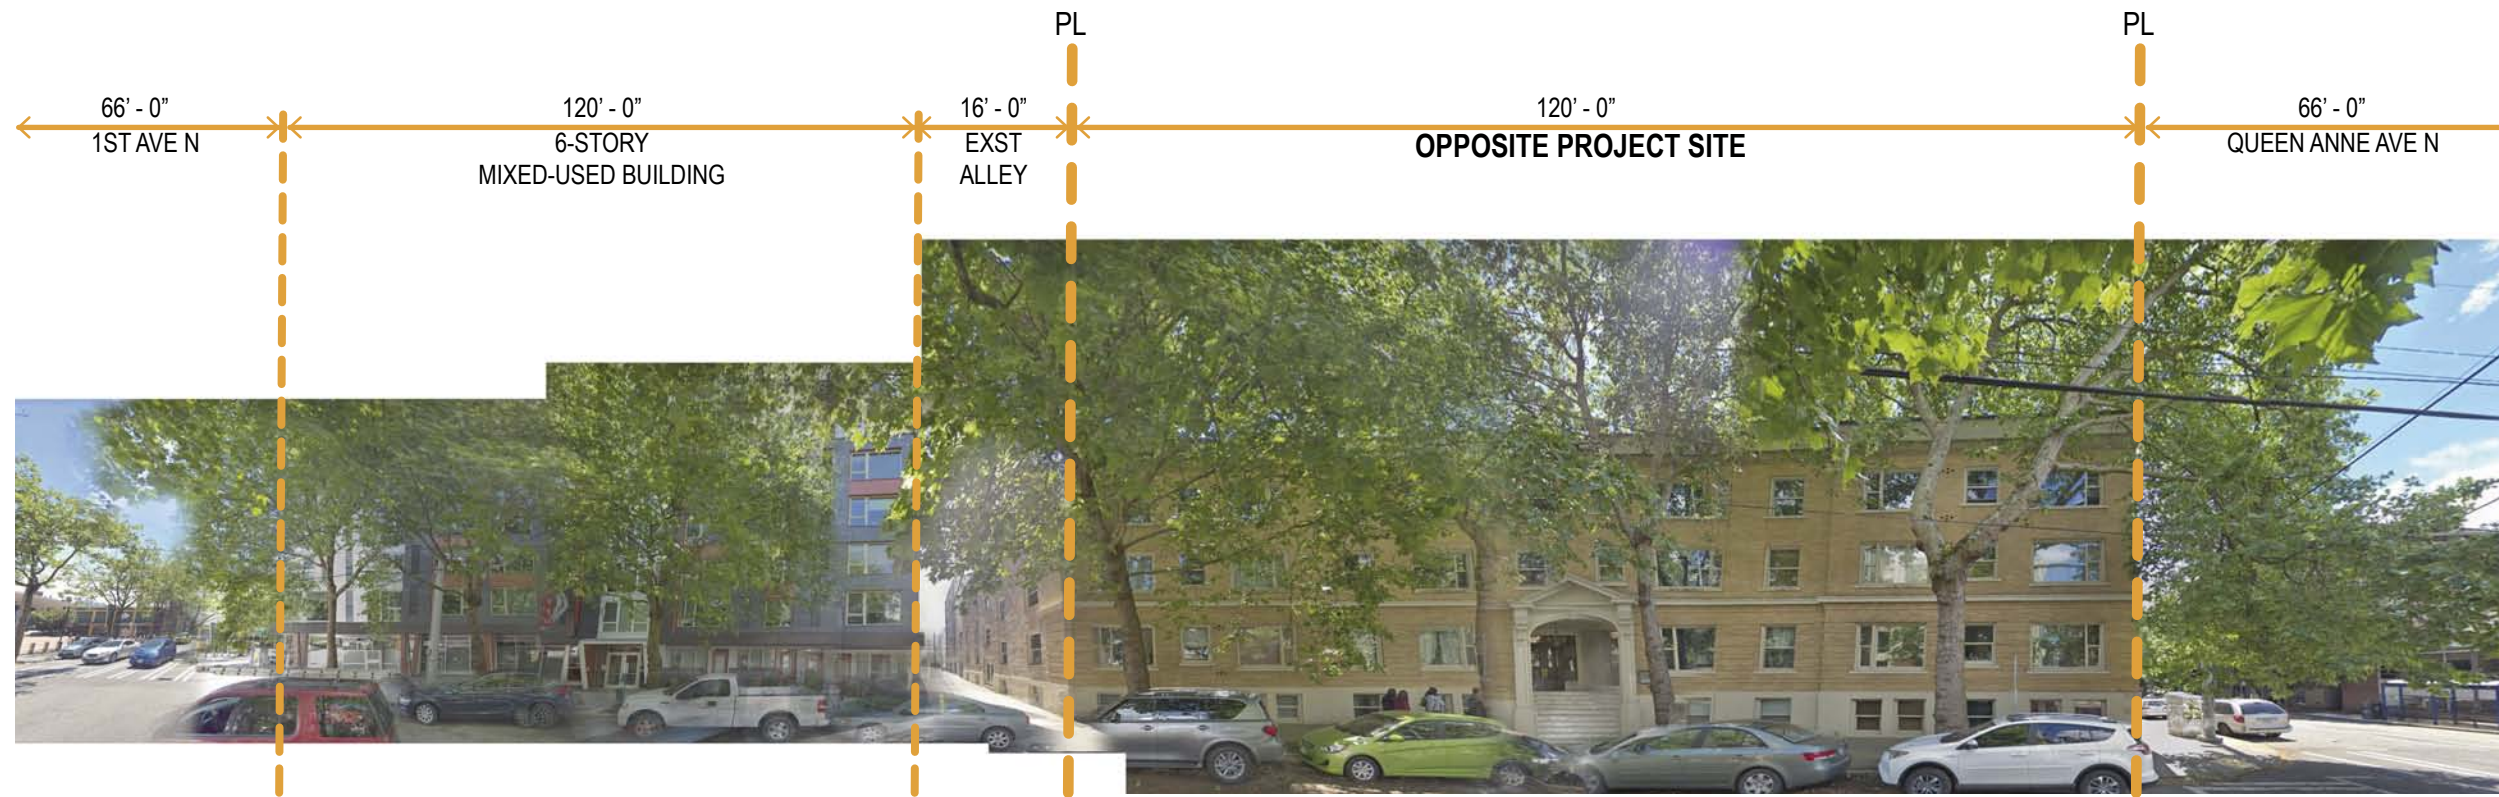 PL
PL
66’ - 0”
1ST AVE N
120’ - 0”
6-STORY
MIXED-USED BUILDING
16’ - 0”
EXST
ALLEY
120’ - 0”
OPPOSITE PROJECT SITE
66’ - 0”
QUEEN ANNE AVE N